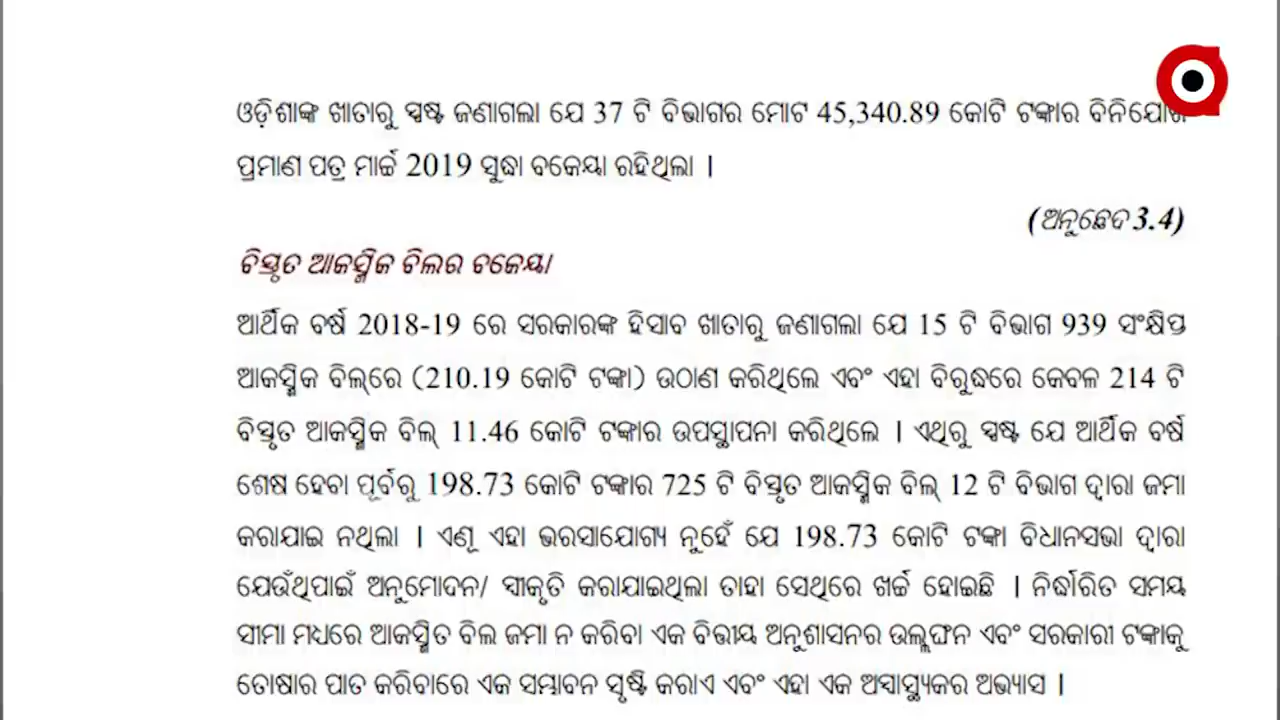 ଓଡ଼ିଶାଙ୍କ ଖାତାରୁ ସ୍ପଷ୍ଟ ଜଣାଗଲା ଯେ 37 ଟି ବିଭାଗର ମୋଟ 45,340.89 କୋଟି ଟଙ୍କାର
ପ୍ରମାଣ ପତ୍ର ମାର୍ଚ୍ଚ 2019 ସୁଦ୍ଧା ବକେୟା ରହିଥିଲା ।
(ଅନୁଛେଦ 3.4)
ବିସ୍ତୃତ ଆକସ୍ମିକ ବିଲର ବକେୟା
ଆର୍ଥିକ ବର୍ଷ 2018-19 ରେ ସରକାରଙ୍କ ହିସାବ ଖାତାରୁ ଜଣାଗଲା ଯେ 15 ଟି ବିଭାଗ 939 ସଂକ୍ଷିପ୍ତ
ଆକସ୍ମିକ ବିଲ୍‌ରେ (210.19 କୋଟି ଟଙ୍କା) ଉଠାଣ କରିଥିଲେ ଏବଂ ଏହା ବିରୁଦ୍ଧରେ କେବଳ 214 ଟି
ବିସ୍ତୃତ ଆକସ୍ମିକ ବିଲ୍ 11.46 କୋଟି ଟଙ୍କାର ଉପସ୍ଥାପନା କରିଥିଲେ । ଏଥିରୁ ସ୍ପଷ୍ଟ ଯେ ଆର୍ଥିକ ବର୍ଷ
ଶେଷ ହେବା ପୂର୍ବରୁ 198.73 କୋଟି ଟଙ୍କାର 725 ଟି ବିସ୍ତୃତ ଆକସ୍ମିକ ବିଲ୍ 12 ଟି ବିଭାଗ ଦ୍ୱାରା ଜମା
କରାଯାଇ ନଥିଲା । ଏଣୁ ଏହା ଭରସାଯୋଗ୍ୟ ନୁହେଁ ଯେ 198.73 କୋଟି ଟଙ୍କା ବିଧାନସଭା ଦ୍ୱାରା
ଯେଉଁଥିପାଇଁ ଅନୁମୋଦନ/ ସ୍ୱୀକୃତି କରାଯାଇଥିଲା ତାହା ସେଥିରେ ଖର୍ଚ୍ଚ ହୋଇଛି । ନିର୍ଦ୍ଧାରିତ ସମୟ
ସୀମା ମଧ୍ୟରେ ଆକସ୍ମିତ ବିଲ ଜମା ନ କରିବା ଏକ ବିତ୍ତୀୟ ଅନୁଶାସନର ଉଲ୍ଲଙ୍ଘନ ଏବଂ ସରକାରୀ ଟଙ୍କାକୁ
ତୋଷାର ପାତ କରିବାରେ ଏକ ସମ୍ଭାବନ ସୃଷ୍ଟି କରାଏ ଏବଂ ଏହା ଏକ ଅସ୍ୱାସ୍ଥ୍ୟକର ଅଭ୍ୟାସ ।